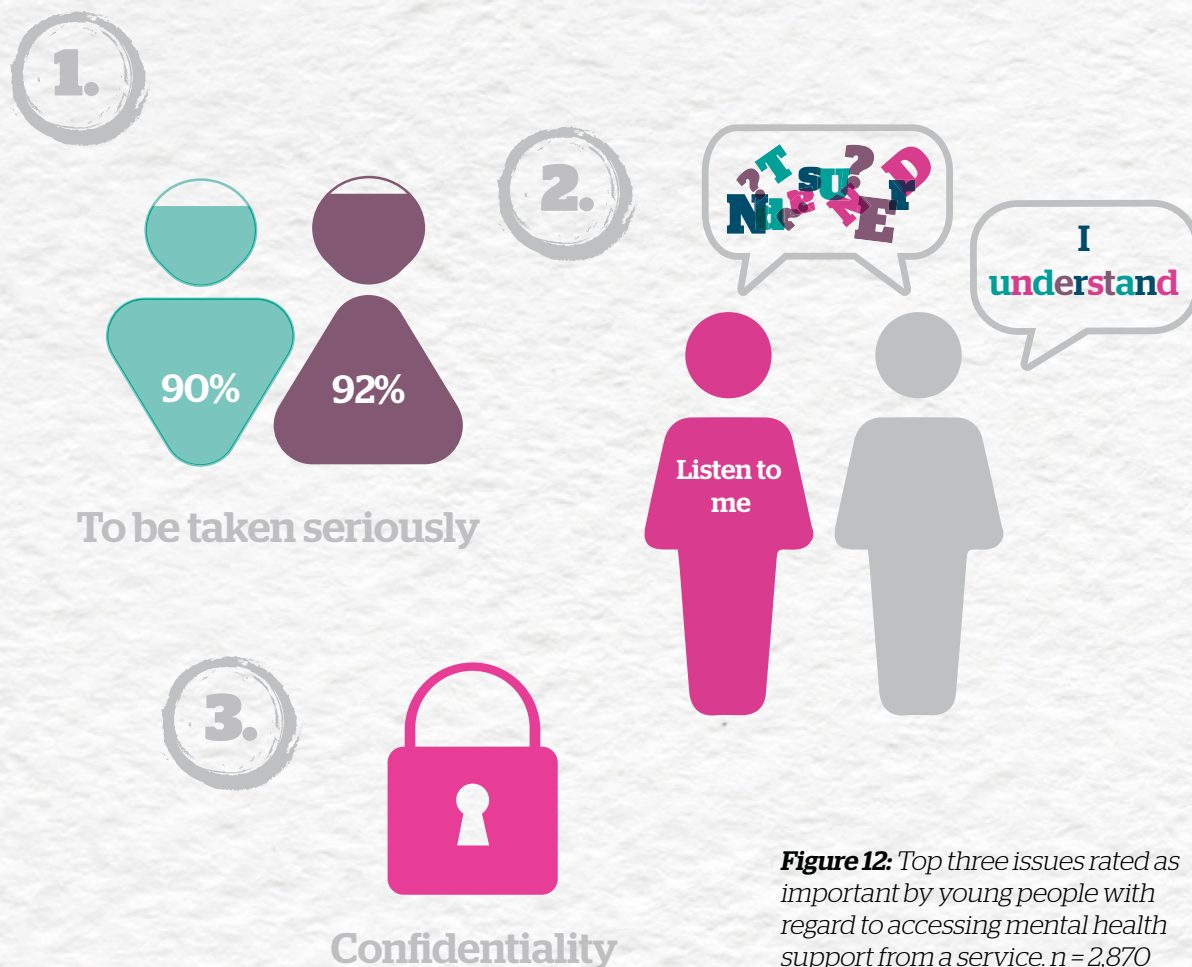 1.
90%
92%
To be taken seriously
2.
I
understand
Listen to
me
3.
Confidentiality
Figure 12: Top three issues rated as
important by young people with
regard to accessing mental health
support from a service. n = 2,870